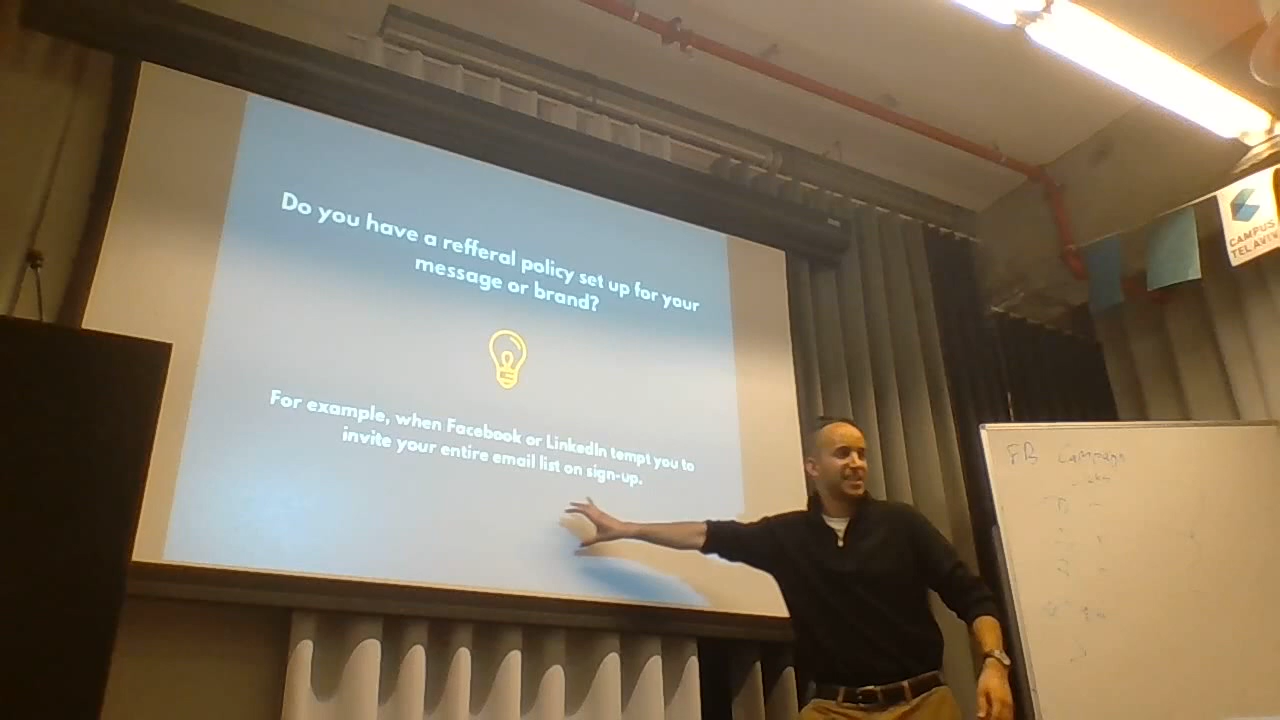 Do you have a refferal policy set up for your
message or brand?
For example, when Facebook or LinkedIn tempt you to
invite your entire email list on sign-up.
CAMPUS
TEL AVIV
FB campaign